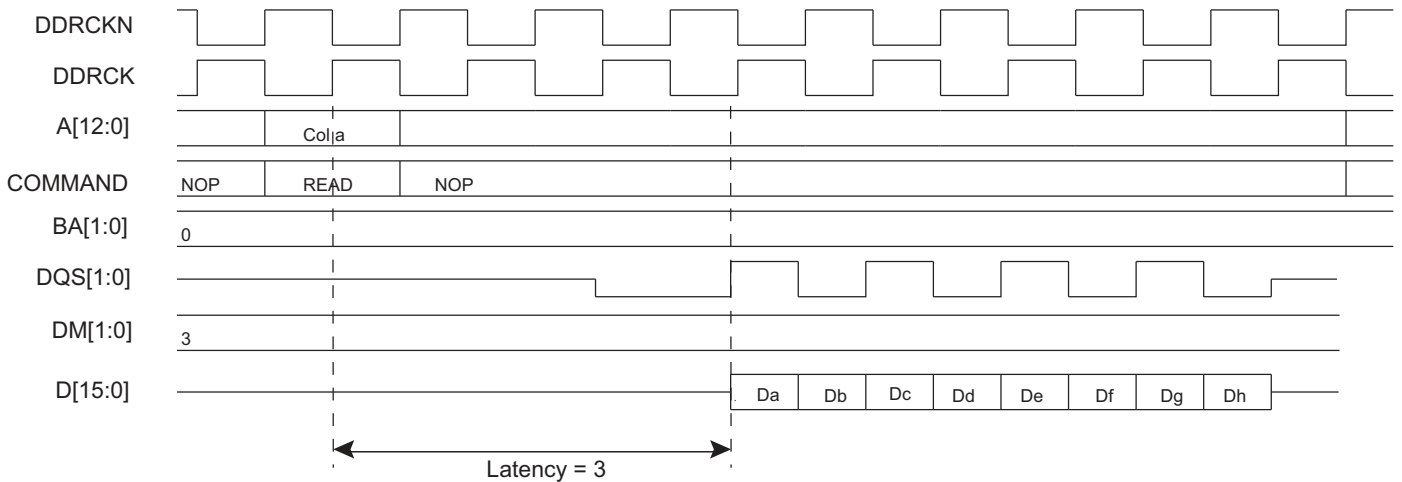 DDRCKN
DDRCK
A[12:0] Col a
COMMAND NOP READ NOP
BA[1:0] 0
DQS[1:0]
DM[1:0] 3
D[15:0] Da Db Dc Dd De Df Dg Dh
Latency = 3